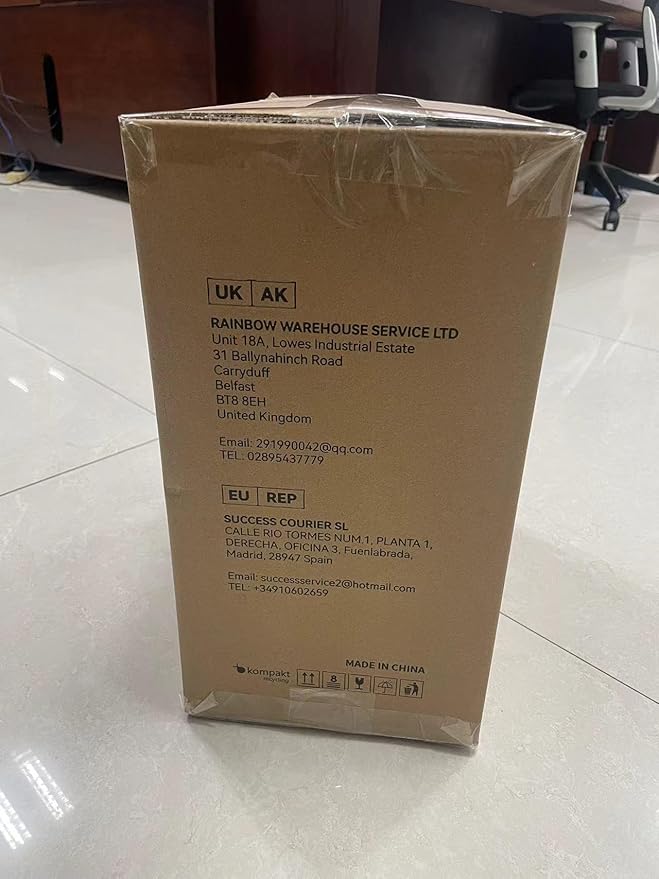 UK AK
RAINBOW WAREHOUSE SERVICE LTD
Unit 18A, Lowes Industrial Estate
31 Ballynahinch Road
Carryduff
Belfast
BT8 8EH
United Kingdom
Email: 291990042@qq.com
TEL: 02895437779
EU REP
SUCCESS COURIER SL
CALLE RIO TORMES NUM.1, PLANTA 1,
DERECHA, OFICINA 3, Fuenlabrada,
Madrid, 28947 Spain
Email: successservice2@hotmail.com
TEL: +34910602659
MADE IN CHINA
kompakt
recycling
8